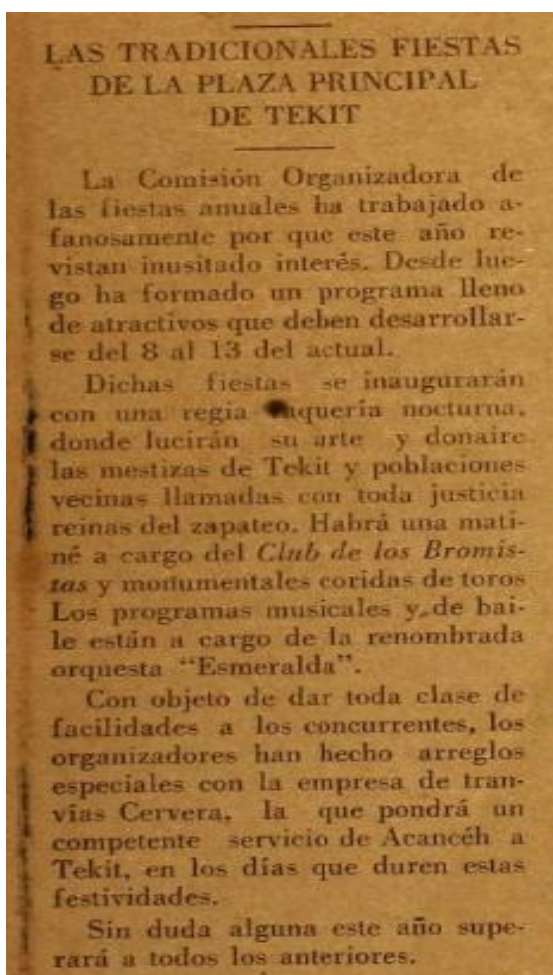 LAS TRADICIONALES FIESTAS
DE LA PLAZA PRINCIPAL
DE TEKIT
La Comisión Organizadora de
las fiestas anuales ha trabajado a-
fanosamente por que este año re-
vistan inusitado interés. Desde lue-
go ha formado un programa lleno
de atractivos que deben desarrollar-
se del 8 al 13 del actual.
Dichas fiestas se inaugurarán
con una regia vaquería nocturna,
donde lucirán su arte y donaire
las mestizas de Tekit y poblaciones
vecinas llamadas con toda justicia
reinas del zapateo. Habrá una mati-
né a cargo del Club de los Bromis-
tas y monumentales coridas de toros
Los programas musicales y de bai-
le están a cargo de la renombrada
orquesta “Esmeralda”.
Con objeto de dar toda clase de
facilidades a los concurrentes, los
organizadores han hecho arreglos
especiales con la empresa de tran-
vías Cervera, la que pondrá un
competente servicio de Acancéh a
Tekit, en los días que duren estas
festividades.
Sin duda alguna este año supe-
rará a todos los anteriores.